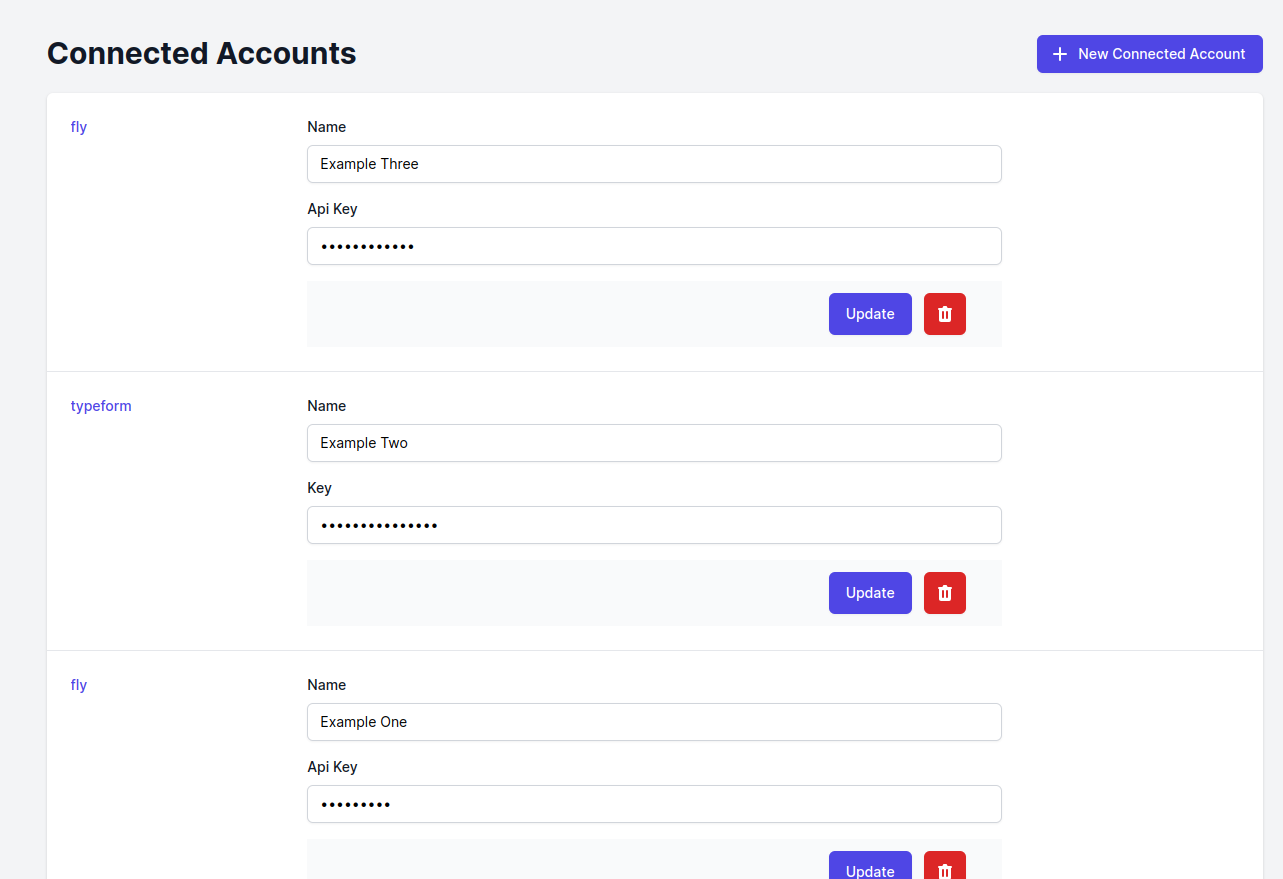 Connected Accounts
New Connected Account
fly
Name
Example Three
Api Key
••••••••••••
Update
typeform
Name
Example Two
Key
•••••••••••••••
Update
fly
Name
Example One
Api Key
•••••••••
Update